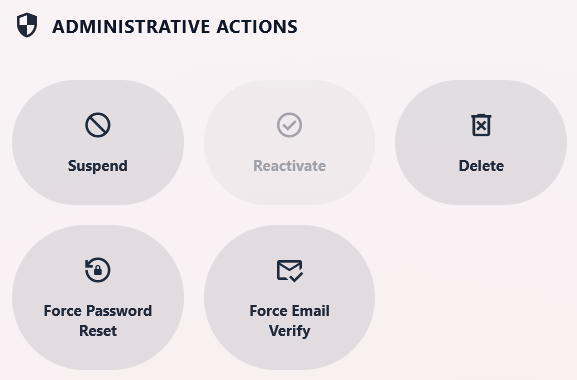 ADMINISTRATIVE ACTIONS
Suspend
Reactivate
Delete
Force Password
Reset
Force Email
Verify